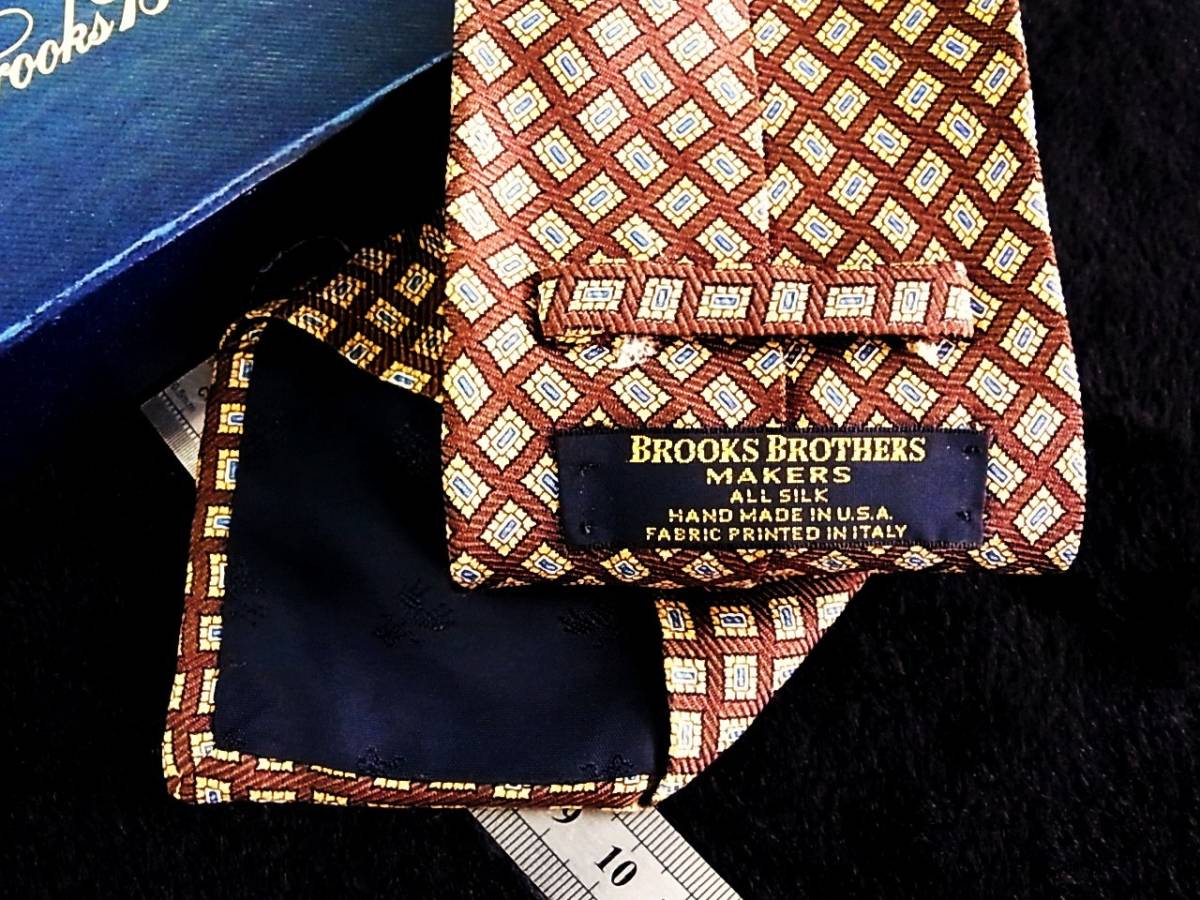 BROOKS BROTHERS
MAKERS
ALL SILK
HAND MADE IN U.S.A.
FABRIC PRINTED IN ITALY
9
10